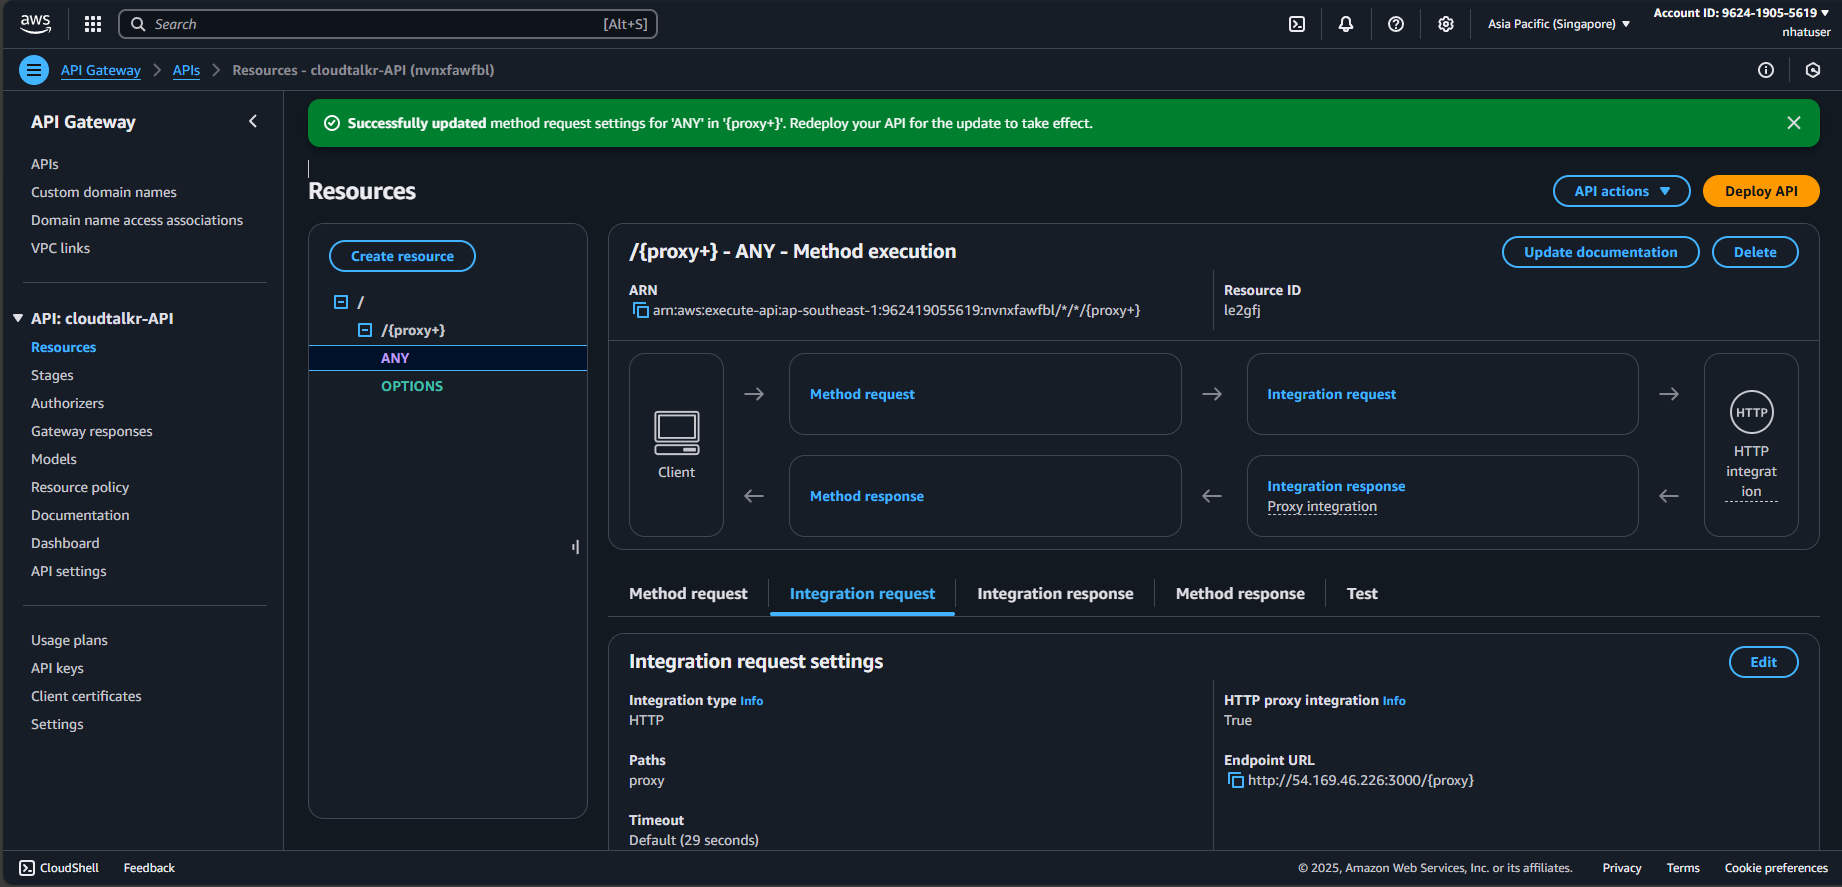 aws
Search
[Alt+S]
Asia Pacific (Singapore)
Account ID: 9624-1905-5619
nhatuser
API Gateway
APIs
Resources - cloudtalkr-API (nvnxfawfbl)
API Gateway
APIs
Custom domain names
Domain name access associations
VPC links
API: cloudtalkr-API
Resources
Stages
Authorizers
Gateway responses
Models
Resource policy
Documentation
Dashboard
API settings
Usage plans
API keys
Client certificates
Settings
Successfully updated method request settings for 'ANY' in '{proxy+}'. Redeploy your API for the update to take effect.
Resources
API actions
Deploy API
Create resource
/
/{proxy+}
ANY
OPTIONS
/{proxy+} - ANY - Method execution
Update documentation
Delete
ARN
arn:aws:execute-api:ap-southeast-1:962419055619:nvnxfawfbl/*/*/{proxy+}
Resource ID
le2gfj
Client
Method request
Integration request
Method response
Integration response
Proxy integration
HTTP
HTTP
integrat
ion
Method request
Integration request
Integration response
Method response
Test
Integration request settings
Edit
Integration type Info
HTTP
HTTP proxy integration Info
True
Paths
proxy
Endpoint URL
http://54.169.46.226:3000/{proxy}
Timeout
Default (29 seconds)
CloudShell
Feedback
© 2025, Amazon Web Services, Inc. or its affiliates.
Privacy
Terms
Cookie preferences